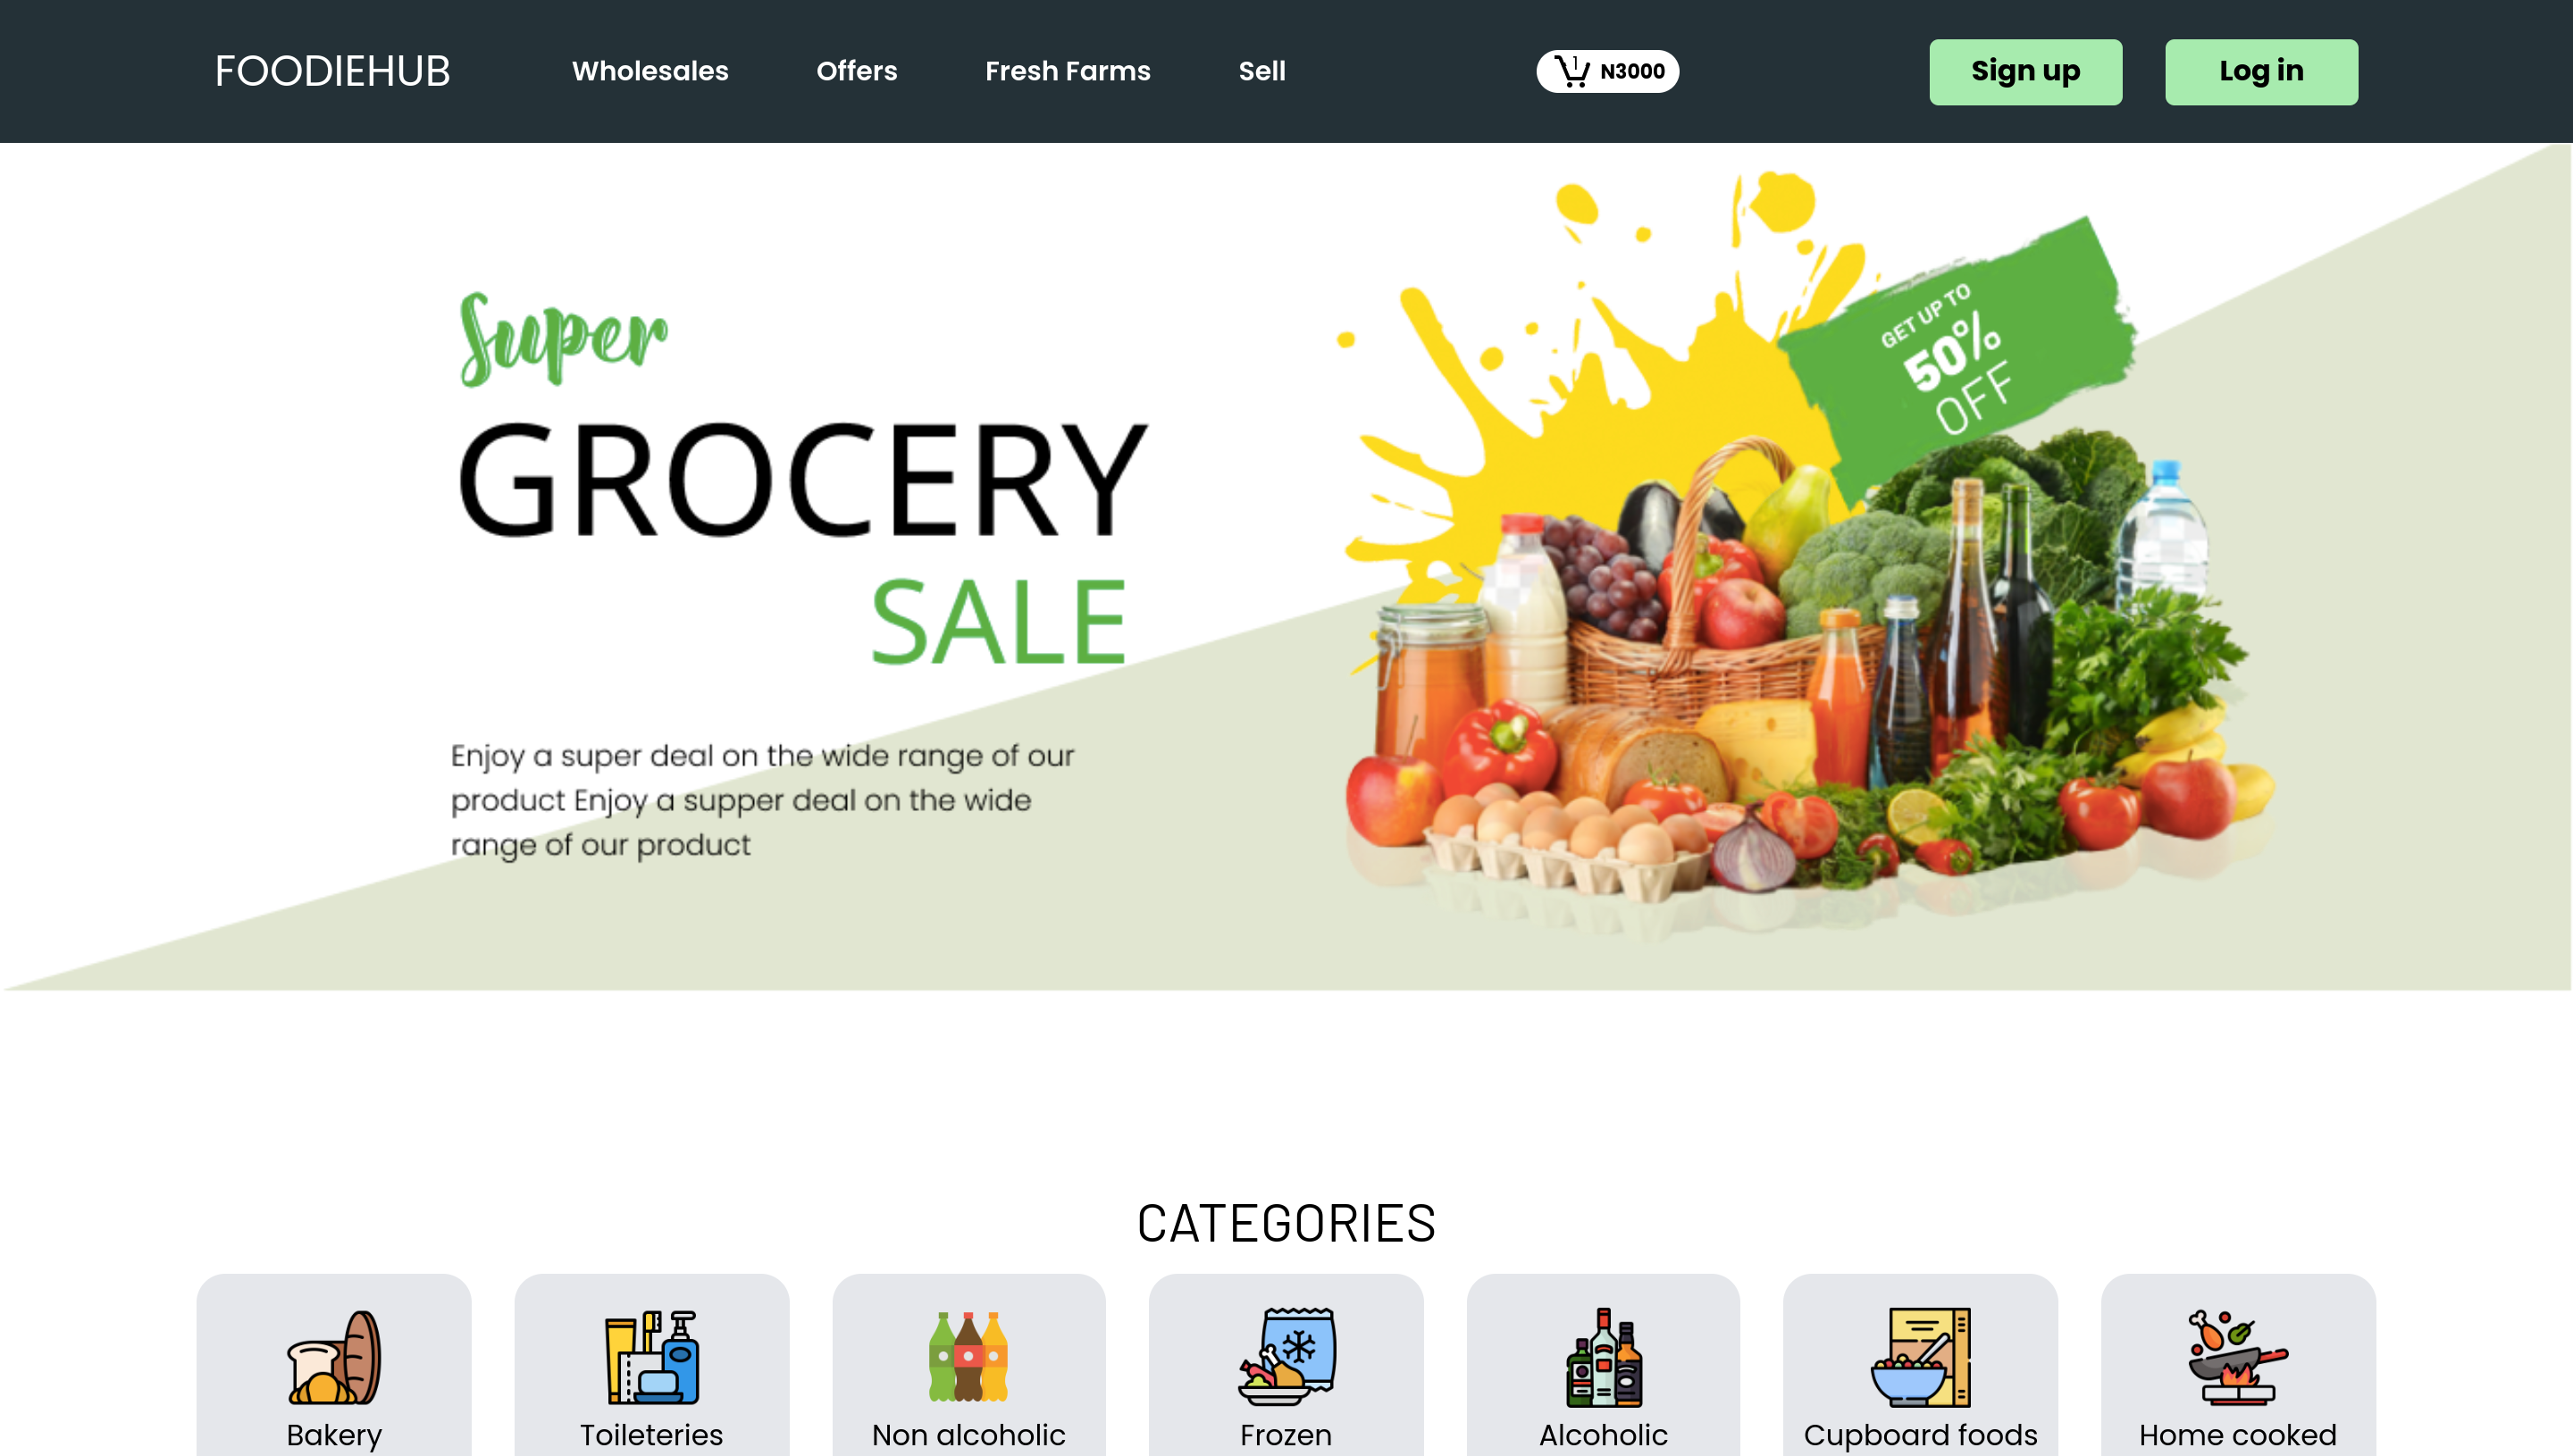 FOODIEHUB
Wholesales
Offers
Fresh Farms
Sell
1
N3000
Sign up
Log in
Super
GROCERY
SALE
Enjoy a super deal on the wide range of our
product Enjoy a supper deal on the wide
range of our product
GET UP TO
50%
OFF
CATEGORIES
Bakery
Toileteries
Non alcoholic
Frozen
Alcoholic
Cupboard foods
Home cooked